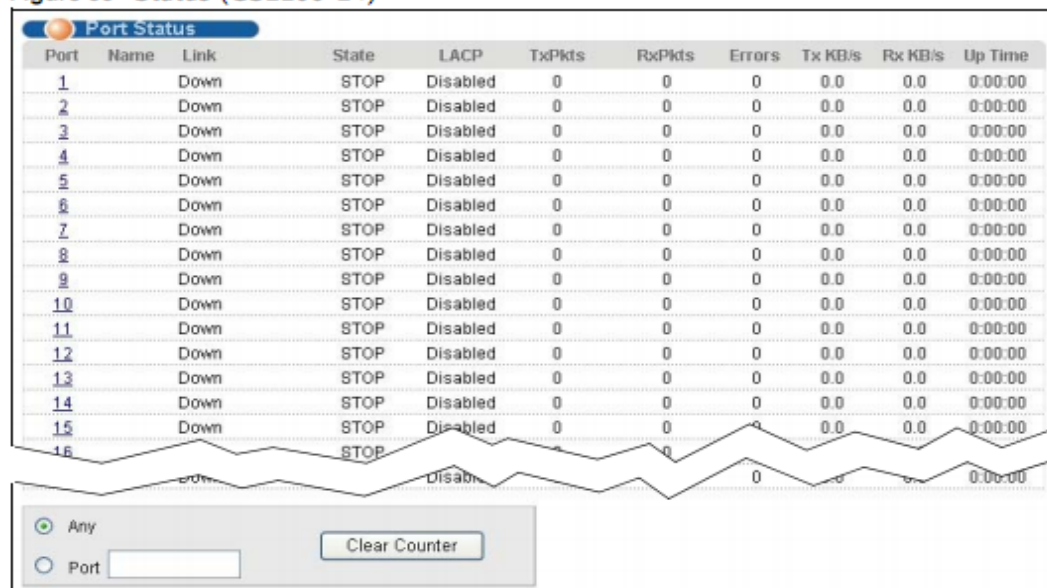 Port Status
Port Name Link State LACP TxPkts RxPkts Errors Tx KB/s Rx KB/s Up Time
1 Down STOP Disabled 0 0 0 0.0 0.0 0:00:00
2 Down STOP Disabled 0 0 0 0.0 0.0 0:00:00
3 Down STOP Disabled 0 0 0 0.0 0.0 0:00:00
4 Down STOP Disabled 0 0 0 0.0 0.0 0:00:00
5 Down STOP Disabled 0 0 0 0.0 0.0 0:00:00
6 Down STOP Disabled 0 0 0 0.0 0.0 0:00:00
7 Down STOP Disabled 0 0 0 0.0 0.0 0:00:00
8 Down STOP Disabled 0 0 0 0.0 0.0 0:00:00
9 Down STOP Disabled 0 0 0 0.0 0.0 0:00:00
10 Down STOP Disabled 0 0 0 0.0 0.0 0:00:00
11 Down STOP Disabled 0 0 0 0.0 0.0 0:00:00
12 Down STOP Disabled 0 0 0 0.0 0.0 0:00:00
13 Down STOP Disabled 0 0 0 0.0 0.0 0:00:00
14 Down STOP Disabled 0 0 0 0.0 0.0 0:00:00
15 Down STOP Disabled 0 0 0 0.0 0.0 0:00:00
16 STOP 0
Disabled 0 0:00:00
Any
Port
Clear Counter